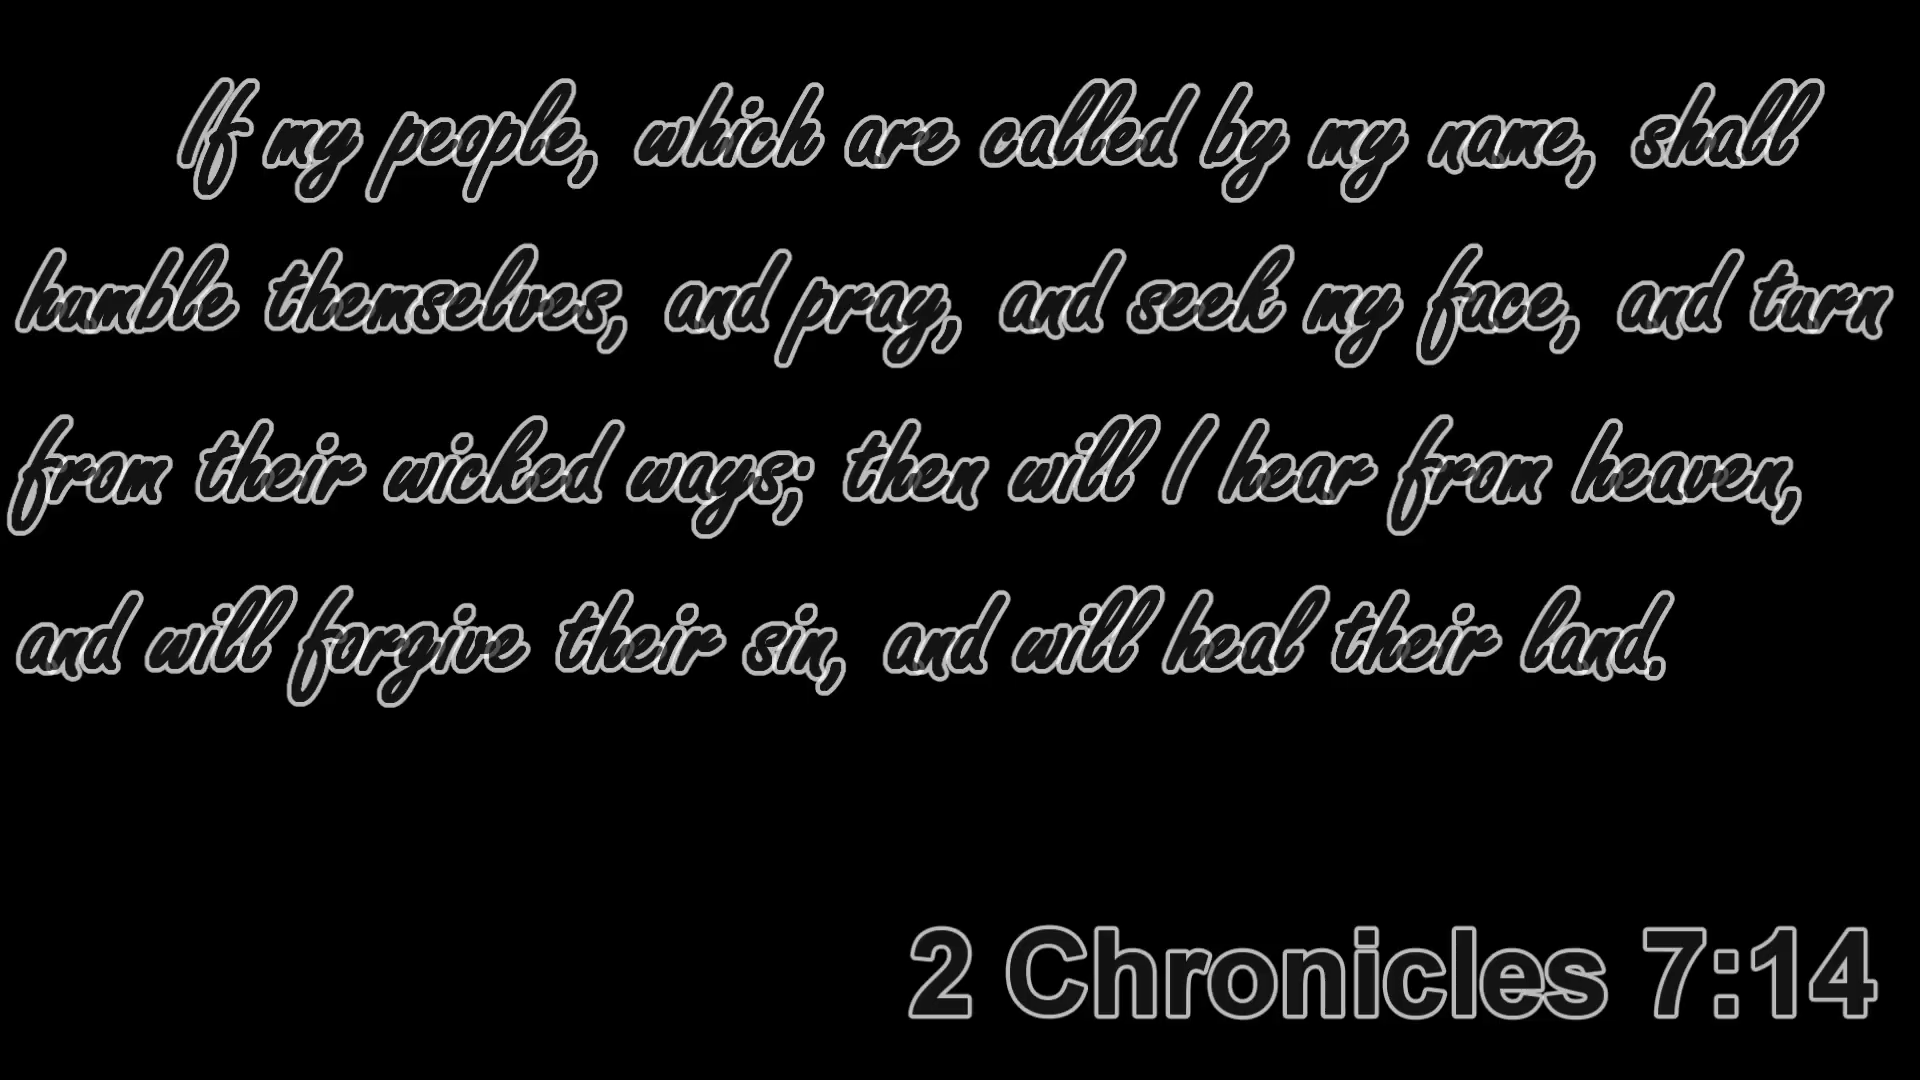 If my people, which are called by my name, shall
humble themselves, and pray, and seek my face, and turn
from their wicked ways; then will I hear from heaven,
and will forgive their sin, and will heal their land.
2 Chronicles 7:14